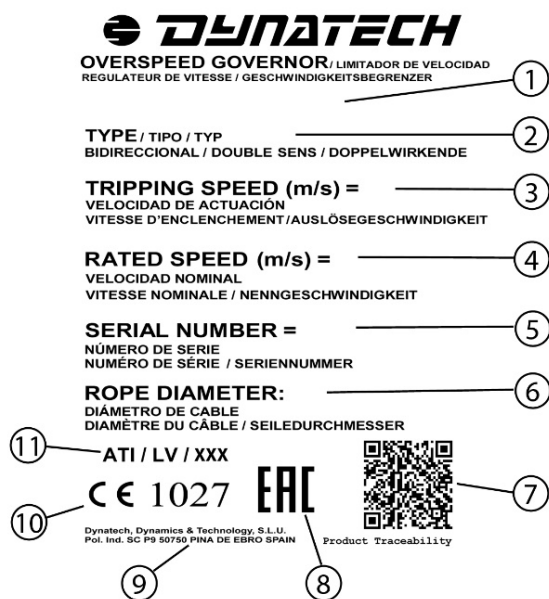 DYNATECH
OVERSPEED GOVERNOR / LIMITADOR DE VELOCIDAD
REGULATEUR DE VITESSE / GESCHWINDIGKEITSBEGRENZER
1
TYPE / TIPO / TYP
2
BIDIRECCIONAL / DOUBLE SENS / DOPPELWIRKENDE
TRIPPING SPEED (m/s) =
3
VELOCIDAD DE ACTUACIÓN
VITESSE D'ENCLENCHEMENT / AUSLÖSEGESCHWINDIGKEIT
RATED SPEED (m/s) =
4
VELOCIDAD NOMINAL
VITESSE NOMINALE / NENNGESCHWINDIGKEIT
SERIAL NUMBER =
5
NÚMERO DE SERIE
NUMÉRO DE SÉRIE / SERIENNUMMER
ROPE DIAMETER:
6
DIÁMETRO DE CABLE
DIAMÈTRE DU CÂBLE / SEILEDURCHMESSER
11
ATI / LV / XXX
10
CE 1027
EAC
7
Dynatech, Dynamics & Technology, S.L.U.
Pol. Ind. SC P9 50750 PINA DE EBRO SPAIN
Product Traceability
9
8